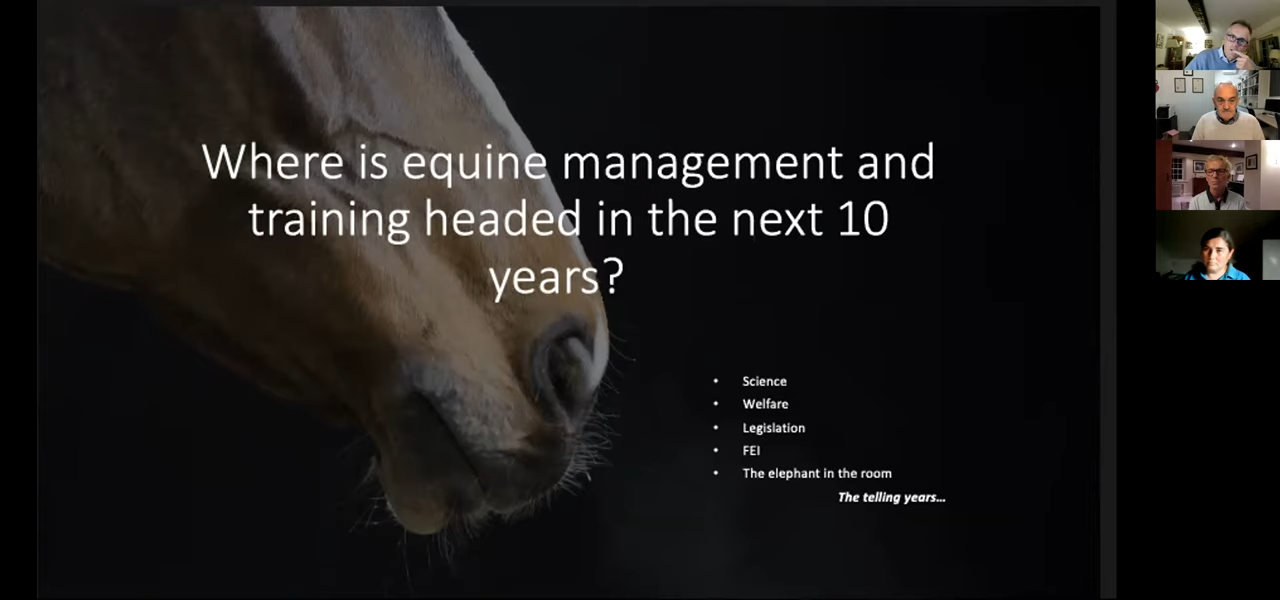 Where is equine management and
training headed in the next 10
years?
• Science
• Welfare
• Legislation
• FEI
• The elephant in the room
The telling years...